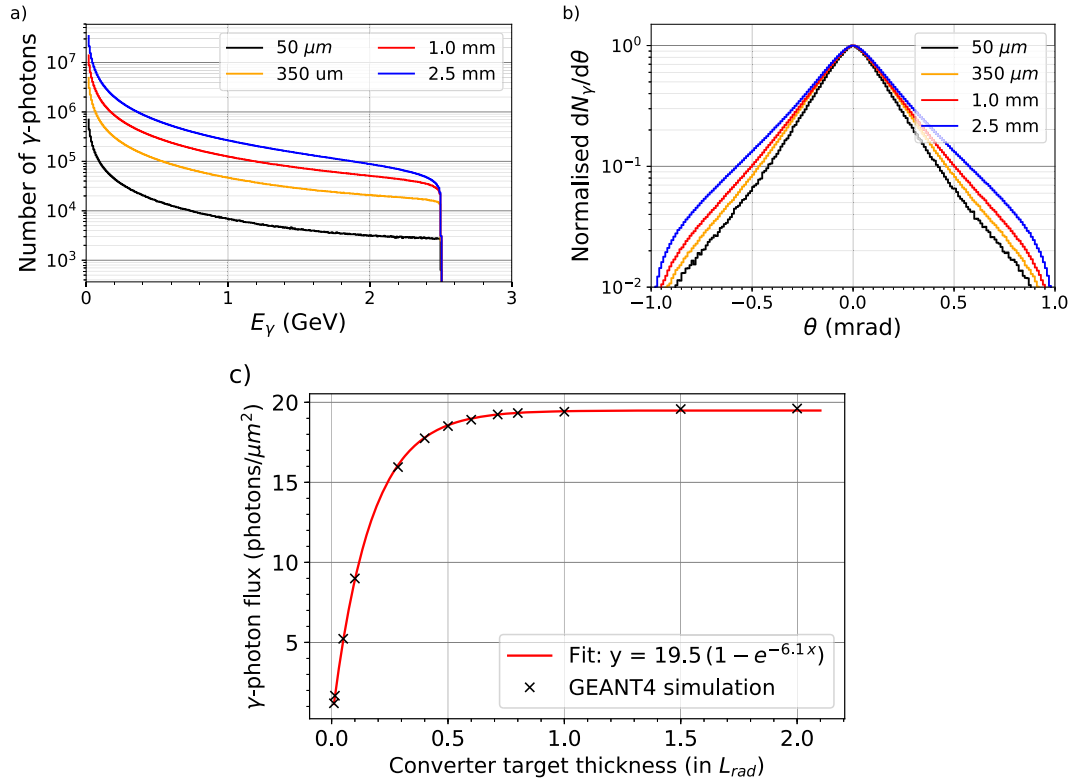 a)
Number of γ-photons
10⁷
10⁶
10⁵
10⁴
10³
50 μm
350 um
1.0 mm
2.5 mm
0
1
2
3
E_γ (GeV)
b)
Normalised dN_γ/dθ
10⁰
10⁻¹
10⁻²
50 μm
350 μm
1.0 mm
2.5 mm
−1.0
−0.5
0.0
0.5
1.0
θ (mrad)
c)
γ-photon flux (photons/μm²)
20
15
10
5
Fit: y = 19.5 (1 − e^{−6.1 x})
GEANT4 simulation
0.0
0.5
1.0
1.5
2.0
Converter target thickness (in L_rad)